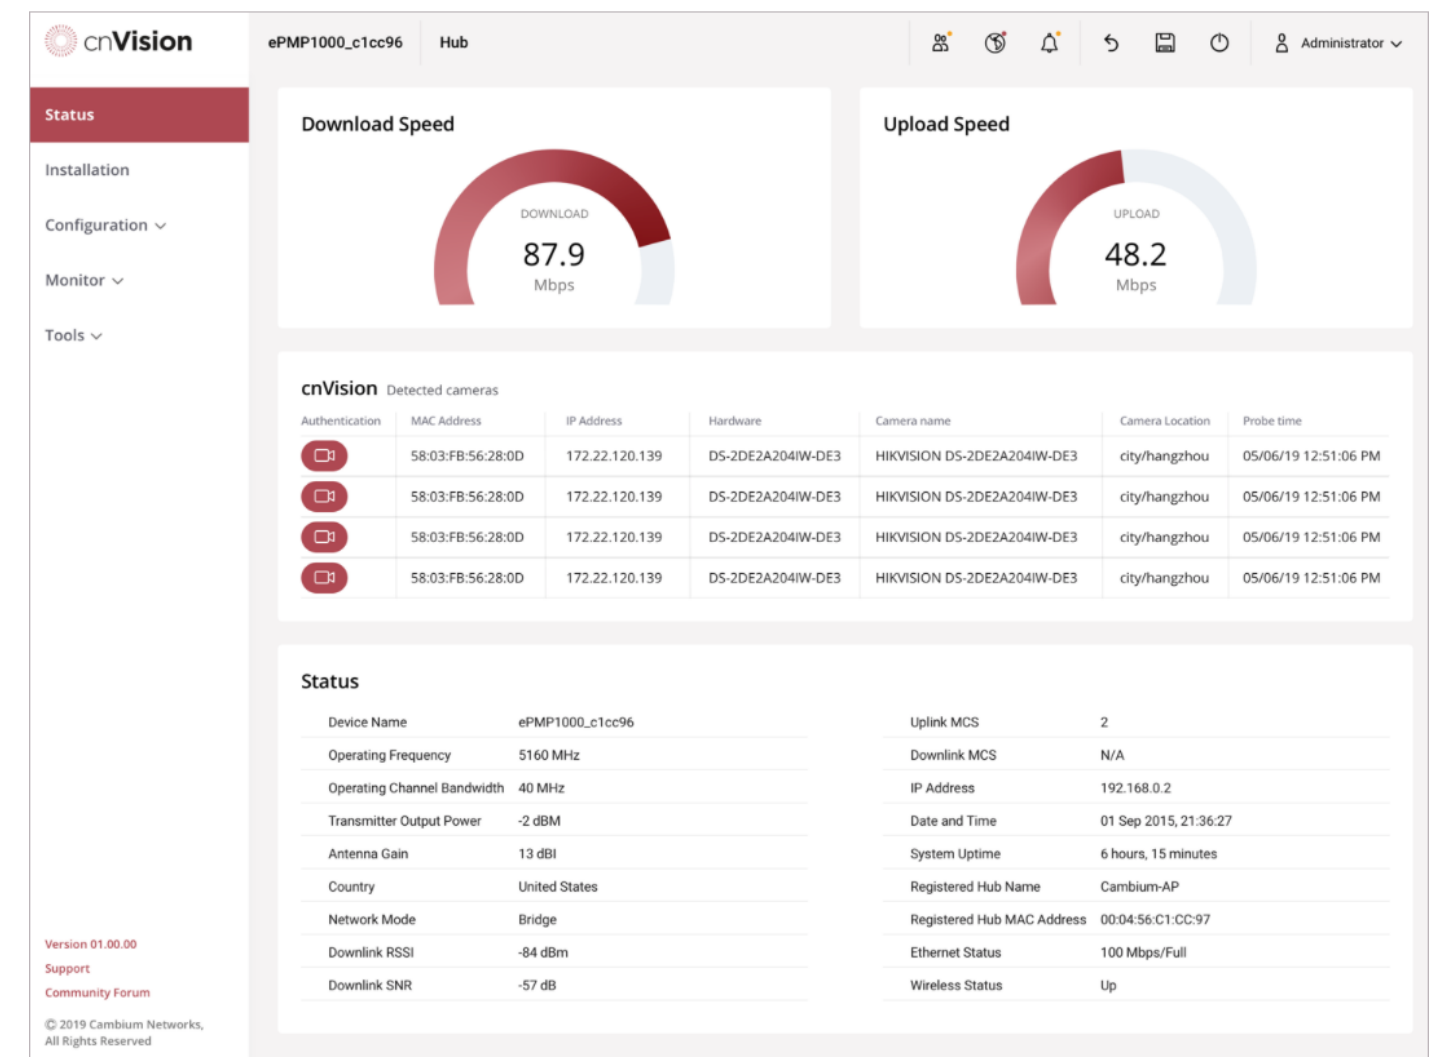 cnVision
ePMP1000_c1cc96 Hub Administrator
Status
Installation
Configuration
Monitor
Tools
Download Speed
DOWNLOAD
87.9
Mbps
Upload Speed
UPLOAD
48.2
Mbps
cnVision Detected cameras
Authentication MAC Address IP Address Hardware Camera name Camera Location Probe time
58:03:FB:56:28:0D 172.22.120.139 DS-2DE2A204IW-DE3 HIKVISION DS-2DE2A204IW-DE3 city/hangzhou 05/06/19 12:51:06 PM
58:03:FB:56:28:0D 172.22.120.139 DS-2DE2A204IW-DE3 HIKVISION DS-2DE2A204IW-DE3 city/hangzhou 05/06/19 12:51:06 PM
58:03:FB:56:28:0D 172.22.120.139 DS-2DE2A204IW-DE3 HIKVISION DS-2DE2A204IW-DE3 city/hangzhou 05/06/19 12:51:06 PM
58:03:FB:56:28:0D 172.22.120.139 DS-2DE2A204IW-DE3 HIKVISION DS-2DE2A204IW-DE3 city/hangzhou 05/06/19 12:51:06 PM
Status
Device Name ePMP1000_c1cc96
Operating Frequency 5160 MHz
Operating Channel Bandwidth 40 MHz
Transmitter Output Power -2 dBM
Antenna Gain 13 dBI
Country United States
Network Mode Bridge
Downlink RSSI -84 dBm
Downlink SNR -57 dB
Uplink MCS 2
Downlink MCS N/A
IP Address 192.168.0.2
Date and Time 01 Sep 2015, 21:36:27
System Uptime 6 hours, 15 minutes
Registered Hub Name Cambium-AP
Registered Hub MAC Address 00:04:56:C1:CC:97
Ethernet Status 100 Mbps/Full
Wireless Status Up
Version 01.00.00
Support
Community Forum
© 2019 Cambium Networks,
All Rights Reserved